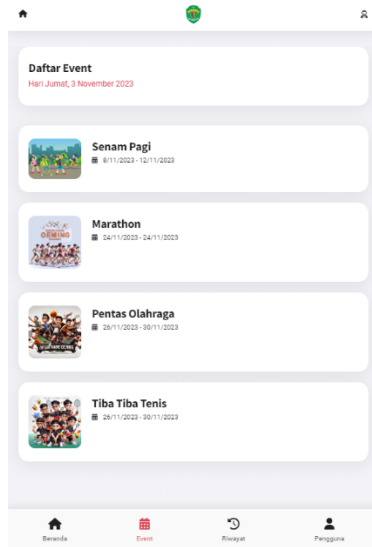 Daftar Event
Hari Jumat, 3 November 2023
Senam Pagi
8/11/2023 - 12/11/2023
Marathon
24/11/2023 - 24/11/2023
Pentas Olahraga
26/11/2023 - 30/11/2023
Tiba Tiba Tenis
26/11/2023 - 30/11/2023
Beranda
Event
Riwayat
Pengguna